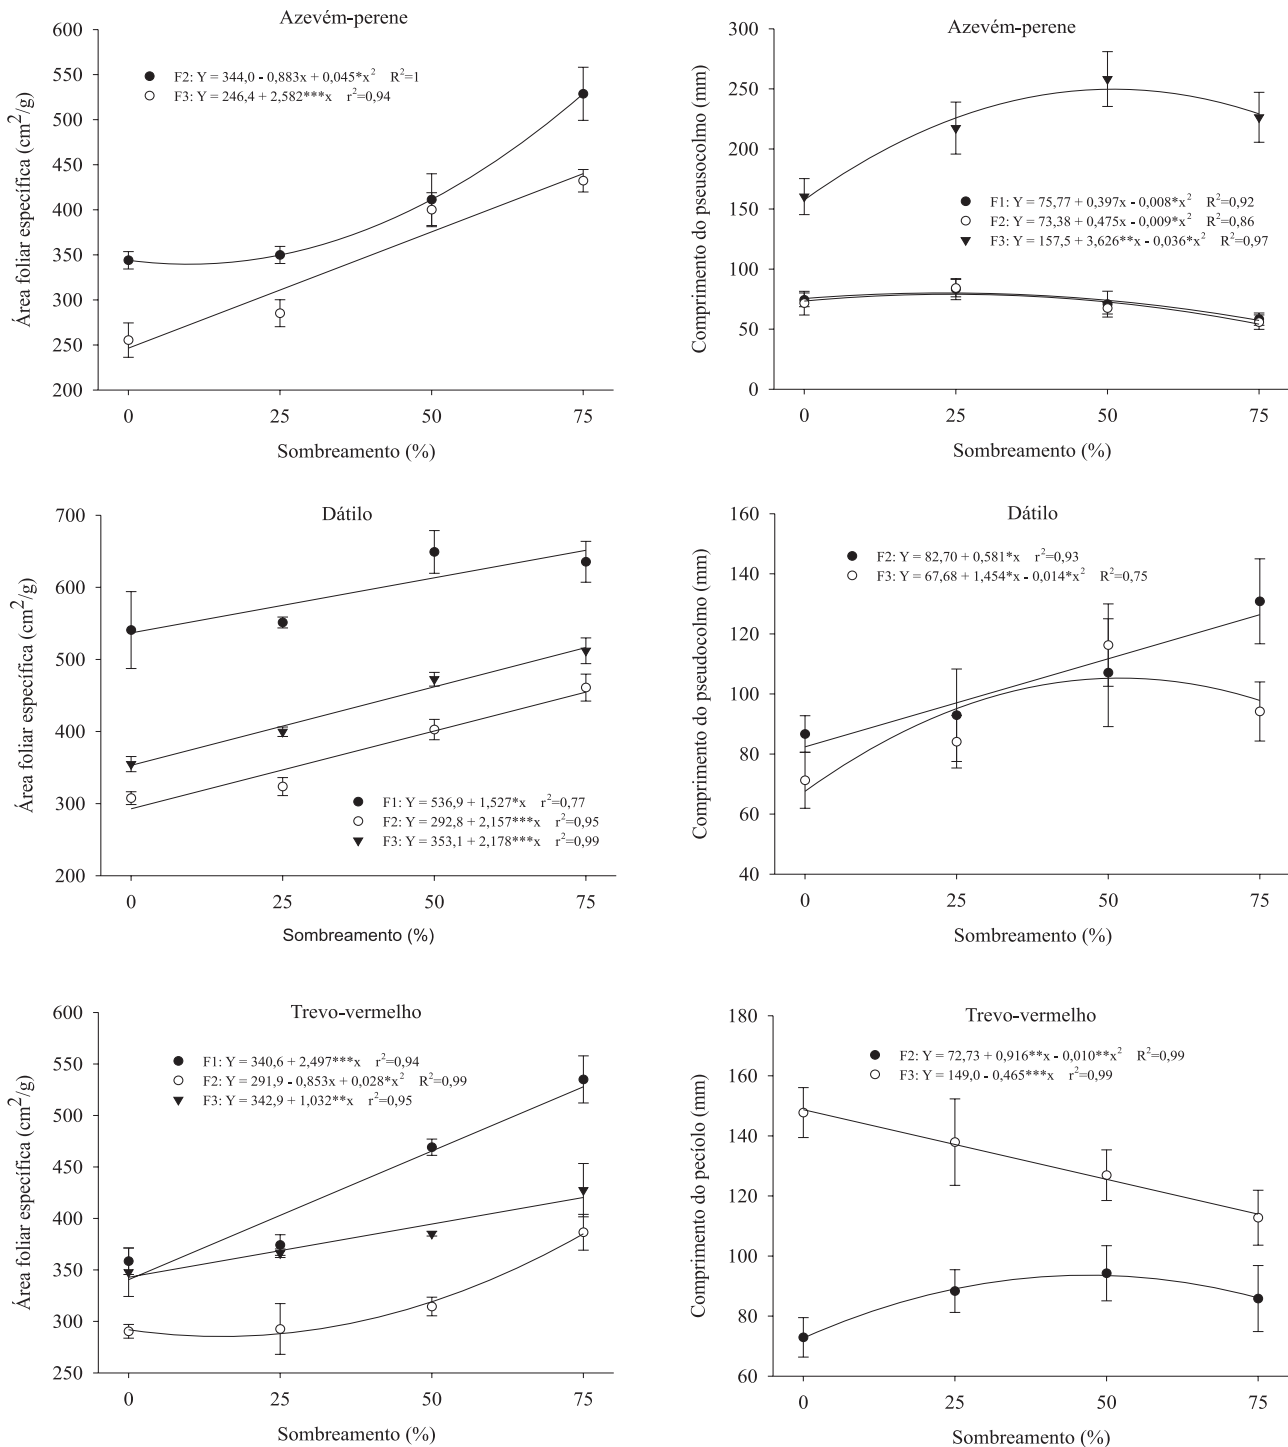 Azevém-perene
F2: Y = 344,0 - 0,883x + 0,045*x² R²=1
F3: Y = 246,4 + 2,582***x r²=0,94
Área foliar específica (cm²/g)
600
550
500
450
400
350
300
250
200
0 25 50 75
Sombreamento (%)
Azevém-perene
F1: Y = 75,77 + 0,397x - 0,008*x² R²=0,92
F2: Y = 73,38 + 0,475x - 0,009*x² R²=0,86
F3: Y = 157,5 + 3,626**x - 0,036*x² R²=0,97
Comprimento do pseusocolmo (mm)
300
250
200
150
100
50
0
0 25 50 75
Sombreamento (%)
Dátilo
F1: Y = 536,9 + 1,527*x r²=0,77
F2: Y = 292,8 + 2,157***x r²=0,95
F3: Y = 353,1 + 2,178***x r²=0,99
Área foliar específica (cm²/g)
700
600
500
400
300
200
0 25 50 75
Sombreamento (%)
Dátilo
F2: Y = 82,70 + 0,581*x r²=0,93
F3: Y = 67,68 + 1,454*x - 0,014*x² R²=0,75
Comprimento do pseudocolmo (mm)
160
140
120
100
80
60
40
0 25 50 75
Sombreamento (%)
Trevo-vermelho
F1: Y = 340,6 + 2,497***x r²=0,94
F2: Y = 291,9 - 0,853x + 0,028*x² R²=0,99
F3: Y = 342,9 + 1,032**x r²=0,95
Área foliar específica (cm²/g)
600
550
500
450
400
350
300
250
0 25 50 75
Sombreamento (%)
Trevo-vermelho
F2: Y = 72,73 + 0,916**x - 0,010**x² R²=0,99
F3: Y = 149,0 - 0,465***x r²=0,99
Comprimento do pecíolo (mm)
180
160
140
120
100
80
60
0 25 50 75
Sombreamento (%)